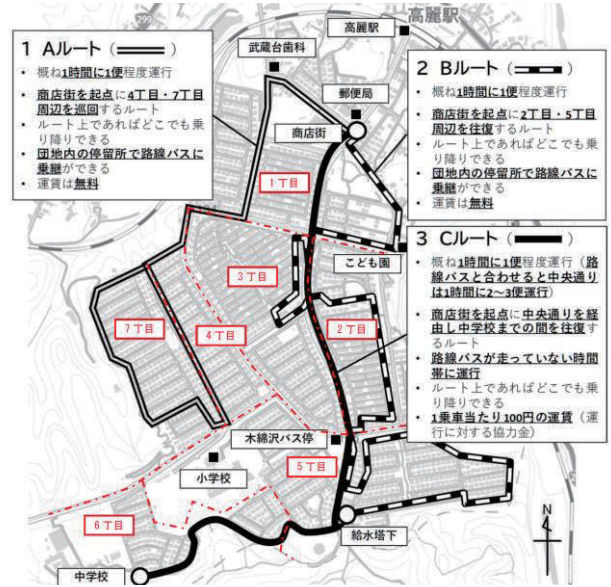 299
高麗駅
高麗駅
武蔵台歯科
郵便局
商店街
1 Aルート（　　）
・ 概ね1時間に1便程度運行
・ 商店街を起点に4丁目・7丁目
周辺を巡回するルート
・ ルート上であればどこでも乗
り降りできる
・ 団地内の停留所で路線バスに
乗継ができる
・ 運賃は無料
2 Bルート（　　）
・ 概ね1時間に1便程度運行
・ 商店街を起点に2丁目・5丁目
周辺を往復するルート
・ ルート上であればどこでも乗
り降りできる
・ 団地内の停留所で路線バスに
乗継ができる
・ 運賃は無料
3 Cルート（　　）
・ 概ね1時間に1便程度運行（路
線バスと合わせると中央通り
は1時間に2～3便運行）
・ 商店街を起点に中央通りを経
由し中学校までの間を往復す
るルート
・ 路線バスが走っていない時間
帯に運行
・ ルート上であればどこでも乗
り降りできる
・ 1乗車当たり100円の運賃（運
行に対する協力金）
1丁目
こども園
3丁目
2丁目
7丁目
4丁目
木綿沢バス停
小学校
5丁目
6丁目
給水塔下
中学校
N